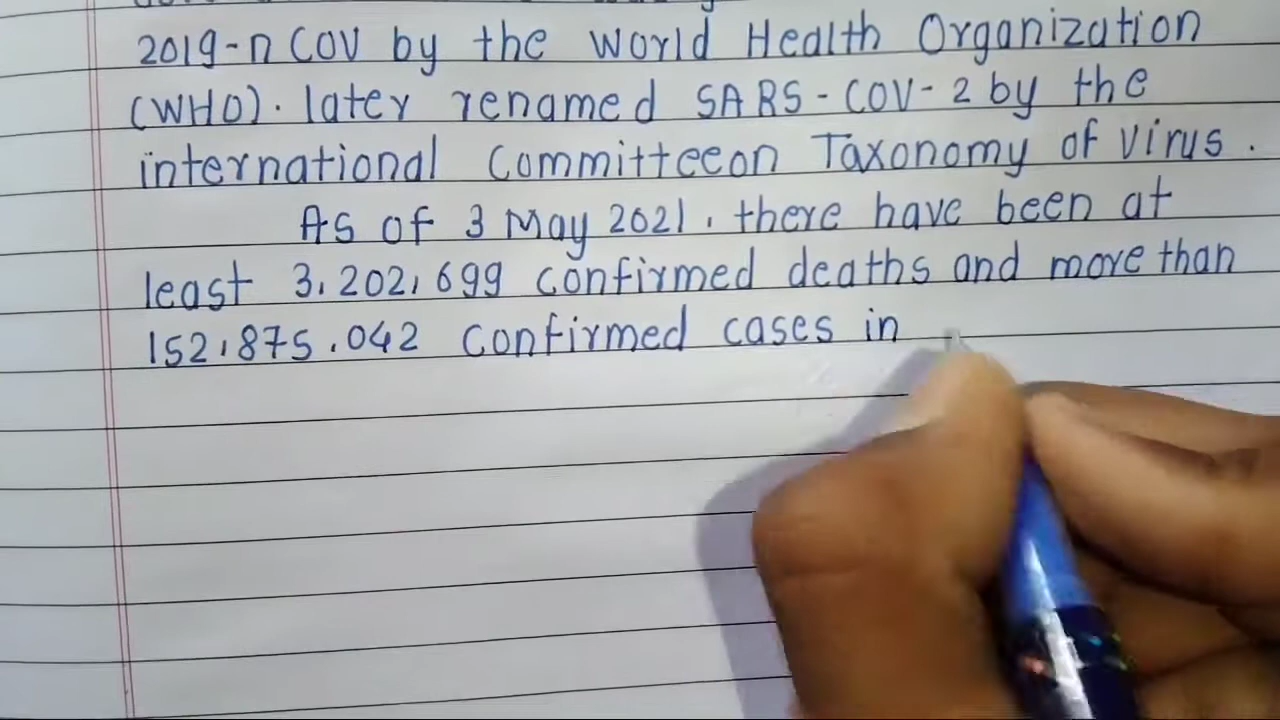 2019-nCOV by the World Health Organization
(WHO). later renamed SARS-COV-2 by the
international Committeeon Taxonomy of virus.
As of 3 May 2021, there have been at
least 3,202,699 confirmed deaths and more than
152,875,042 confirmed cases in